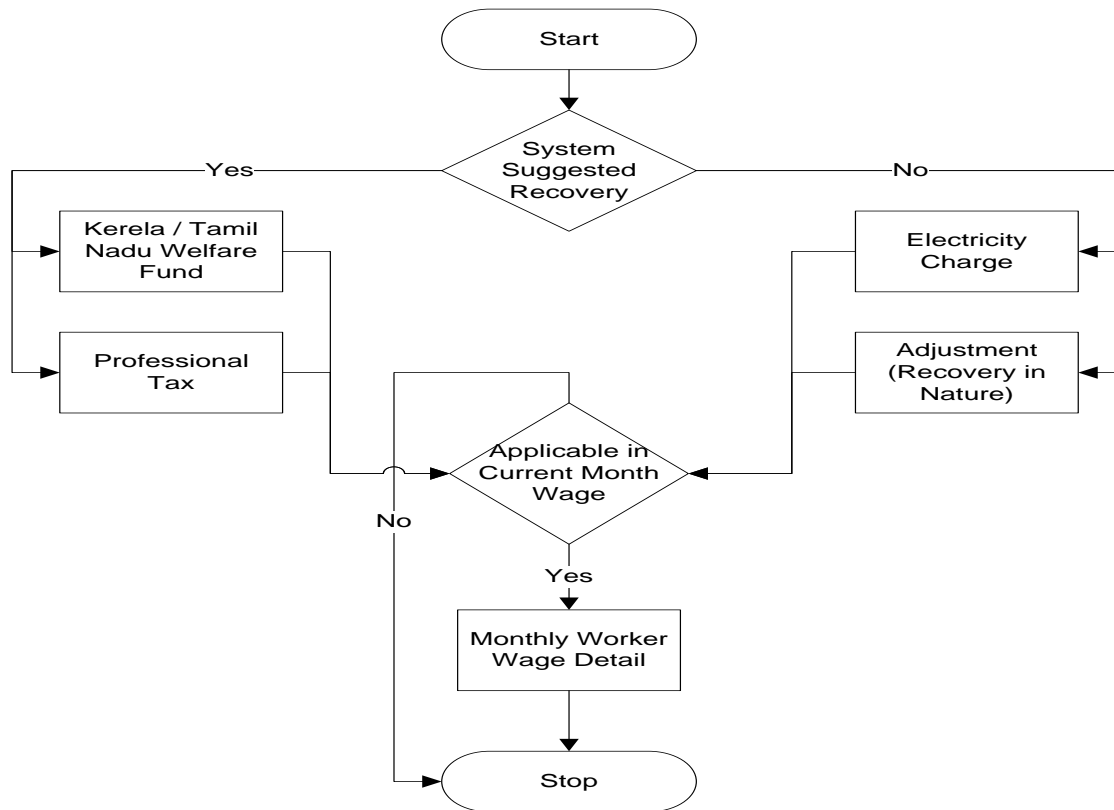 Start
System
Suggested
Recovery
Yes
No
Kerela / Tamil
Nadu Welfare
Fund
Electricity
Charge
Professional
Tax
Adjustment
(Recovery in
Nature)
Applicable in
Current Month
Wage
No
Yes
Monthly Worker
Wage Detail
Stop